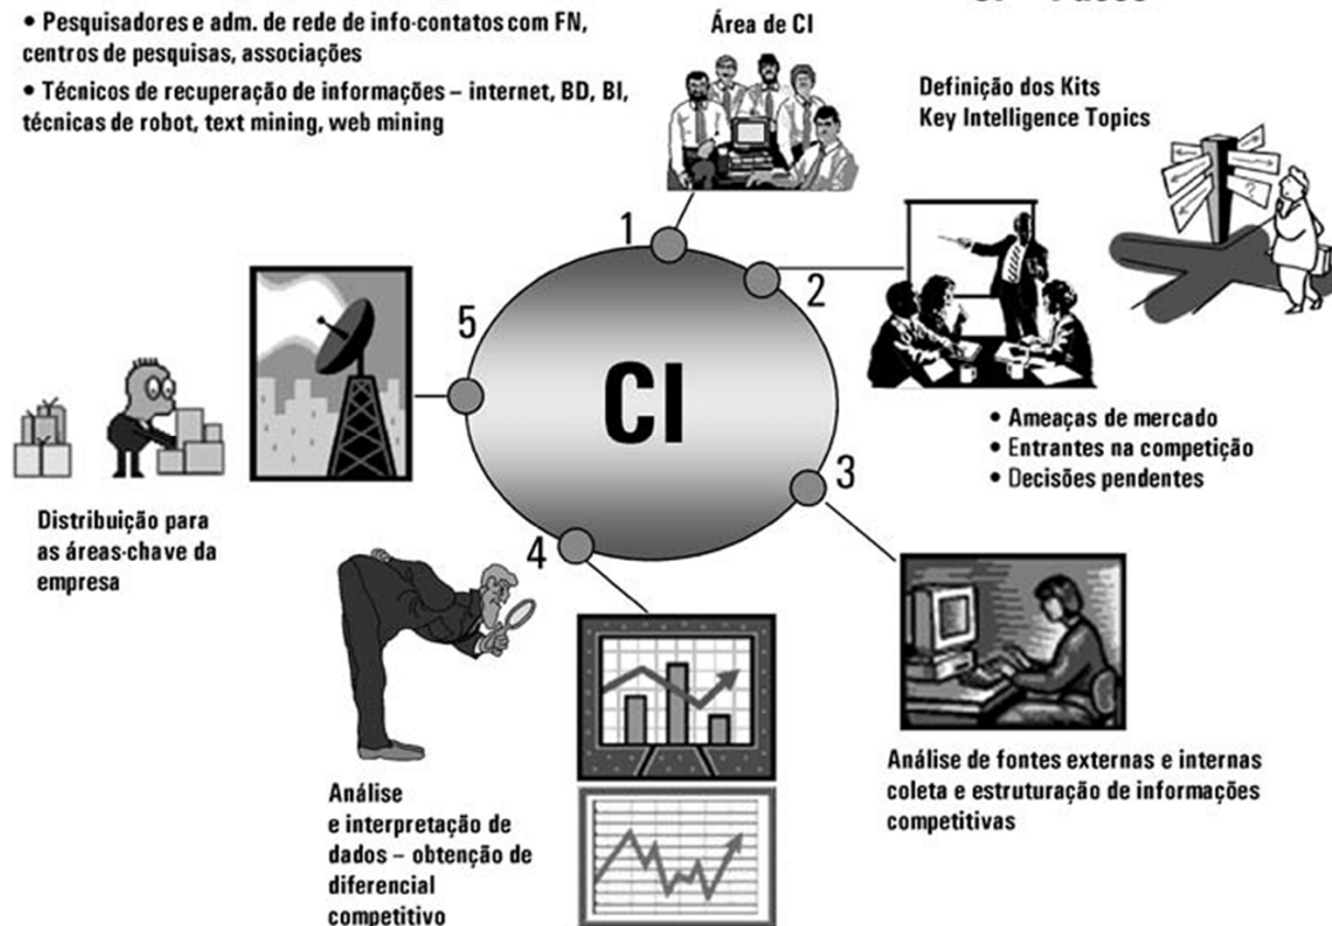 • Pesquisadores e adm. de rede de info-contatos com FN,
centros de pesquisas, associações
• Técnicos de recuperação de informações – internet, BD, BI,
técnicas de robot, text mining, web mining
Área de CI
Definição dos Kits
Key Intelligence Topics
?
1
2
• Ameaças de mercado
• Entrantes na competição
• Decisões pendentes
5
CI
3
Distribuição para
as áreas-chave da
empresa
4
Análise de fontes externas e internas
coleta e estruturação de informações
competitivas
Análise
e interpretação de
dados – obtenção de
diferencial
competitivo